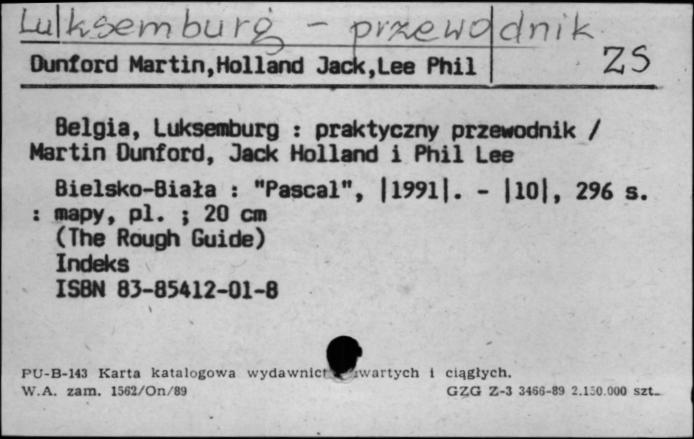 Luksemburg - przewodnik
Dunford Martin,Holland Jack,Lee Phil
ZS
Belgia, Luksemburg : praktyczny przewodnik /
Martin Dunford, Jack Holland i Phil Lee
Bielsko-Biała : "Pascal", |1991|. - |10|, 296 s.
: mapy, pl. ; 20 cm
(The Rough Guide)
Indeks
ISBN 83-85412-01-8
PU-B-143 Karta katalogowa wydawnict wartych i ciągłych.
W.A. zam. 1562/On/89
GZG Z-3 3466-89 2.150.000 szt.